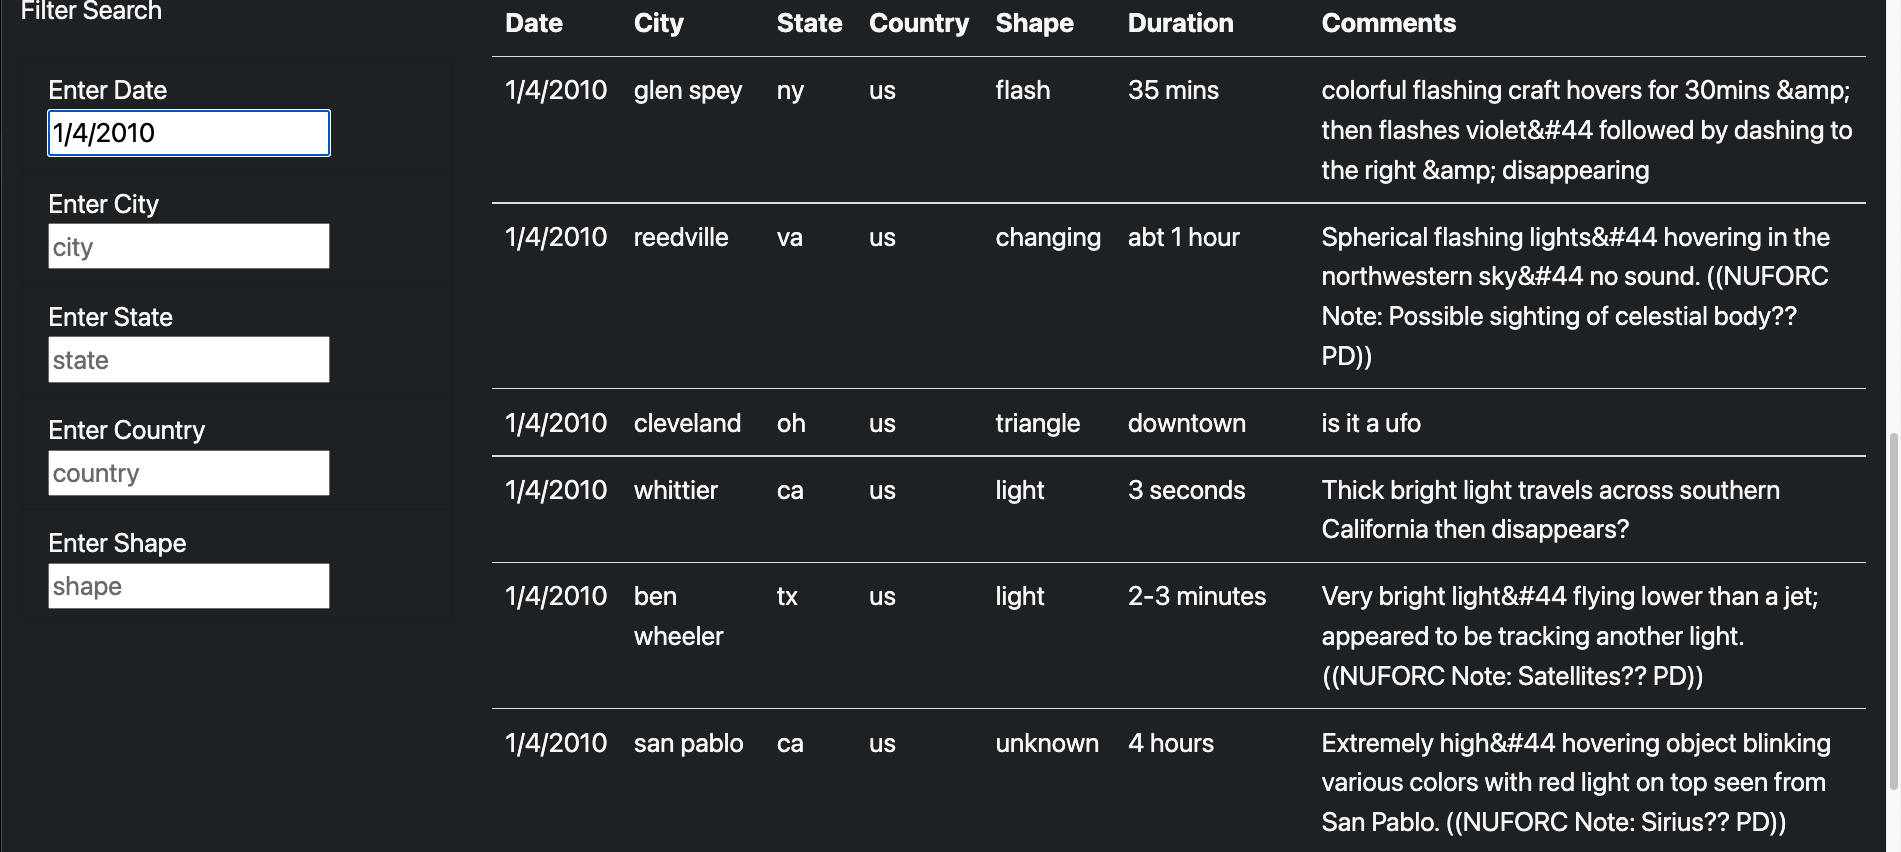 Filter Search
Enter Date
1/4/2010
Enter City
city
Enter State
state
Enter Country
country
Enter Shape
shape
Date City State Country Shape Duration Comments
1/4/2010 glen spey ny us flash 35 mins colorful flashing craft hovers for 30mins &amp;
then flashes violet&#44 followed by dashing to
the right &amp; disappearing
1/4/2010 reedville va us changing abt 1 hour Spherical flashing lights&#44 hovering in the
northwestern sky&#44 no sound. ((NUFORC
Note: Possible sighting of celestial body??
PD))
1/4/2010 cleveland oh us triangle downtown is it a ufo
1/4/2010 whittier ca us light 3 seconds Thick bright light travels across southern
California then disappears?
1/4/2010 ben tx us light 2-3 minutes Very bright light&#44 flying lower than a jet;
wheeler appeared to be tracking another light.
((NUFORC Note: Satellites?? PD))
1/4/2010 san pablo ca us unknown 4 hours Extremely high&#44 hovering object blinking
various colors with red light on top seen from
San Pablo. ((NUFORC Note: Sirius?? PD))